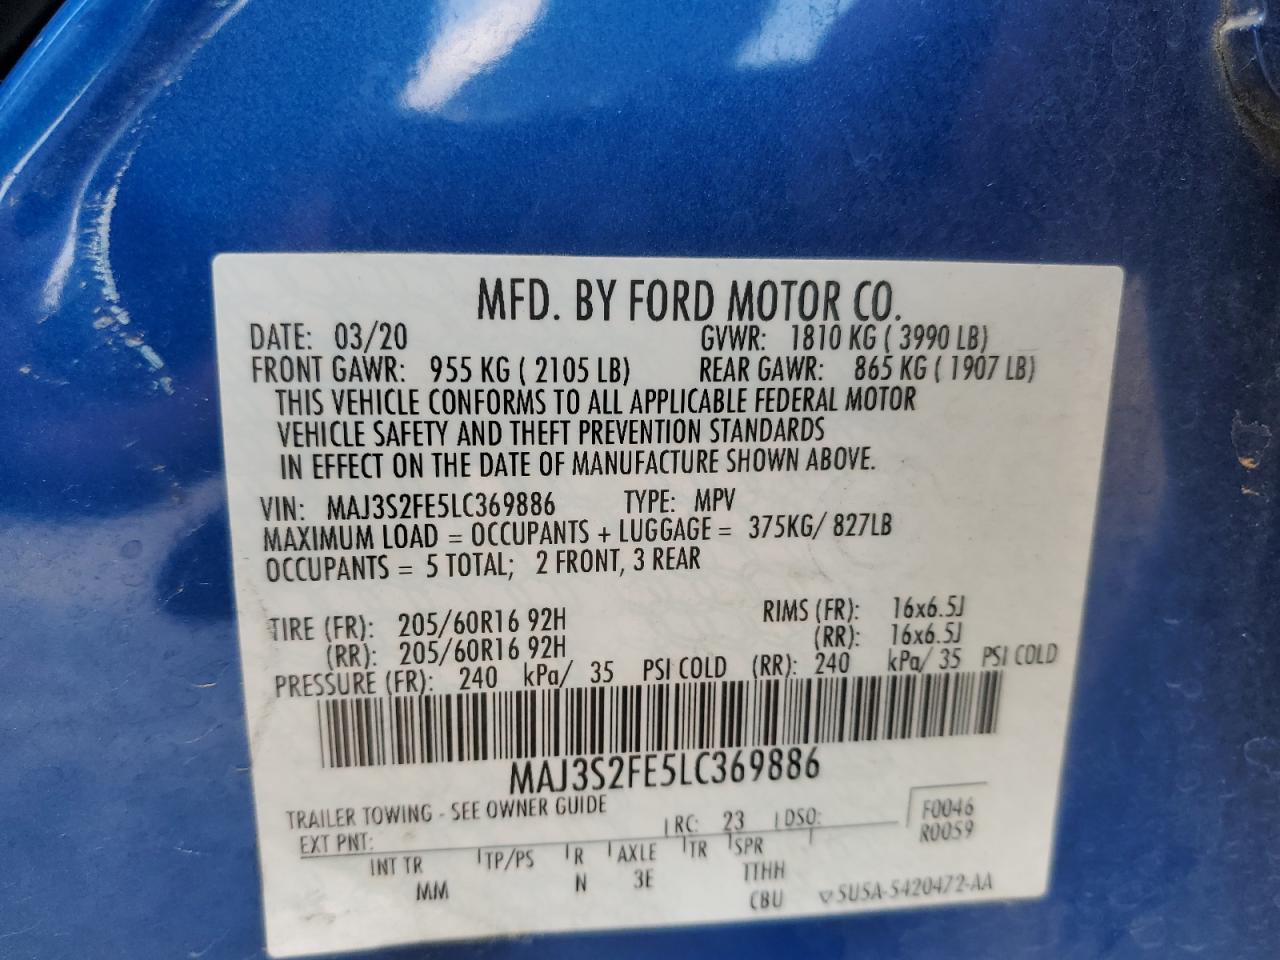 MFD. BY FORD MOTOR CO.
DATE: 03/20 GVWR: 1810 KG ( 3990 LB)
FRONT GAWR: 955 KG ( 2105 LB) REAR GAWR: 865 KG ( 1907 LB)
THIS VEHICLE CONFORMS TO ALL APPLICABLE FEDERAL MOTOR
VEHICLE SAFETY AND THEFT PREVENTION STANDARDS
IN EFFECT ON THE DATE OF MANUFACTURE SHOWN ABOVE.
VIN: MAJ3S2FE5LC369886 TYPE: MPV
MAXIMUM LOAD = OCCUPANTS + LUGGAGE = 375KG/ 827LB
OCCUPANTS = 5 TOTAL; 2 FRONT, 3 REAR
TIRE (FR): 205/60R16 92H RIMS (FR): 16x6.5J
(RR): 205/60R16 92H (RR): 16x6.5J
PRESSURE (FR): 240 kPa/ 35 PSI COLD (RR): 240 kPa/ 35 PSI COLD
MAJ3S2FE5LC369886
TRAILER TOWING - SEE OWNER GUIDE
EXT PNT: RC: 23 DSO: F0046
R0059
INT TR TP/PS R AXLE TR SPR
MM N 3E TTHH
CBU SUSA-5420472-AA